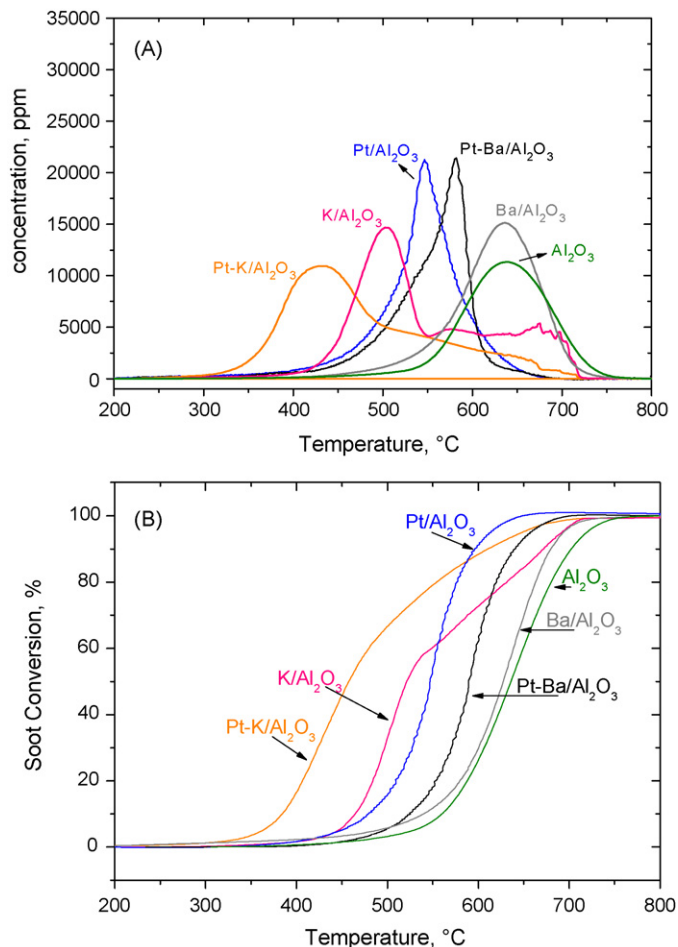 (A)
35000
30000
25000
20000
15000
10000
5000
0
concentration, ppm
Pt/Al₂O₃
Pt-Ba/Al₂O₃
K/Al₂O₃
Ba/Al₂O₃
Pt-K/Al₂O₃
Al₂O₃
200 300 400 500 600 700 800
Temperature, °C
(B)
100
80
60
40
20
0
Soot Conversion, %
Pt/Al₂O₃
Al₂O₃
Ba/Al₂O₃
K/Al₂O₃
Pt-Ba/Al₂O₃
Pt-K/Al₂O₃
200 300 400 500 600 700 800
Temperature, °C